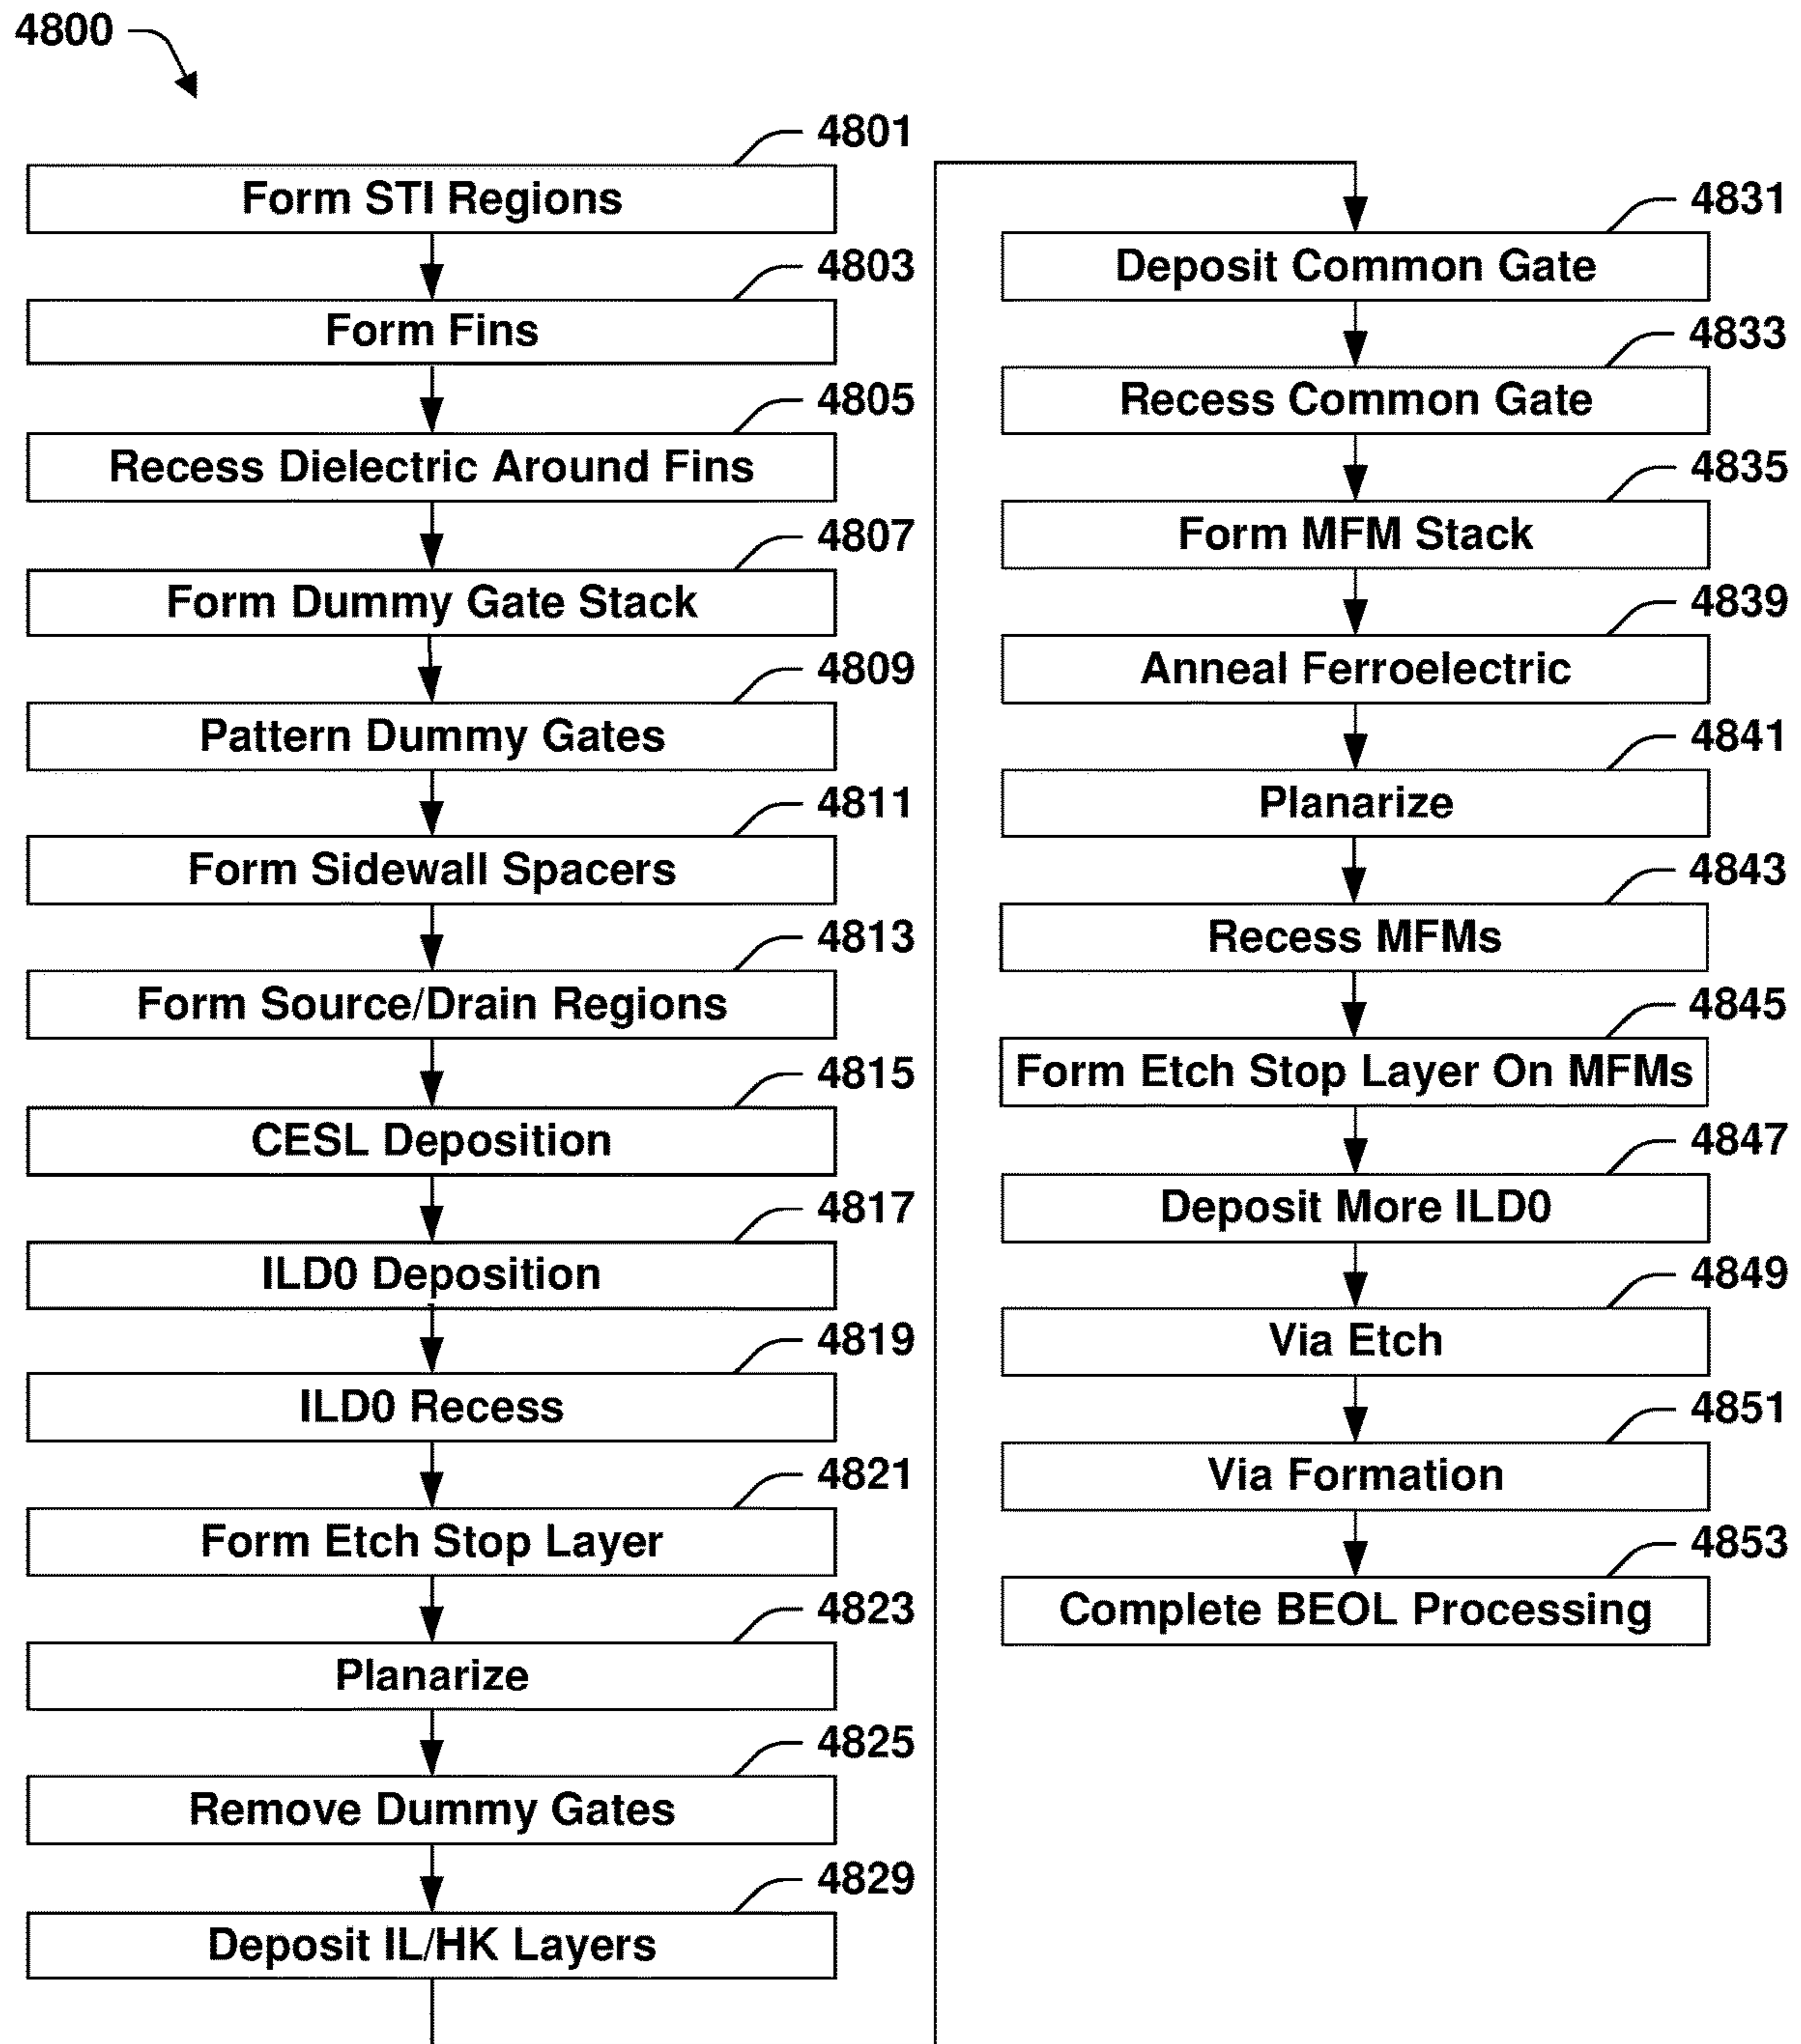 4800
4801
Form STI Regions
4803
Form Fins
4805
Recess Dielectric Around Fins
4807
Form Dummy Gate Stack
4809
Pattern Dummy Gates
4811
Form Sidewall Spacers
4813
Form Source/Drain Regions
4815
CESL Deposition
4817
ILD0 Deposition
4819
ILD0 Recess
4821
Form Etch Stop Layer
4823
Planarize
4825
Remove Dummy Gates
4829
Deposit IL/HK Layers
4831
Deposit Common Gate
4833
Recess Common Gate
4835
Form MFM Stack
4839
Anneal Ferroelectric
4841
Planarize
4843
Recess MFMs
4845
Form Etch Stop Layer On MFMs
4847
Deposit More ILD0
4849
Via Etch
4851
Via Formation
4853
Complete BEOL Processing